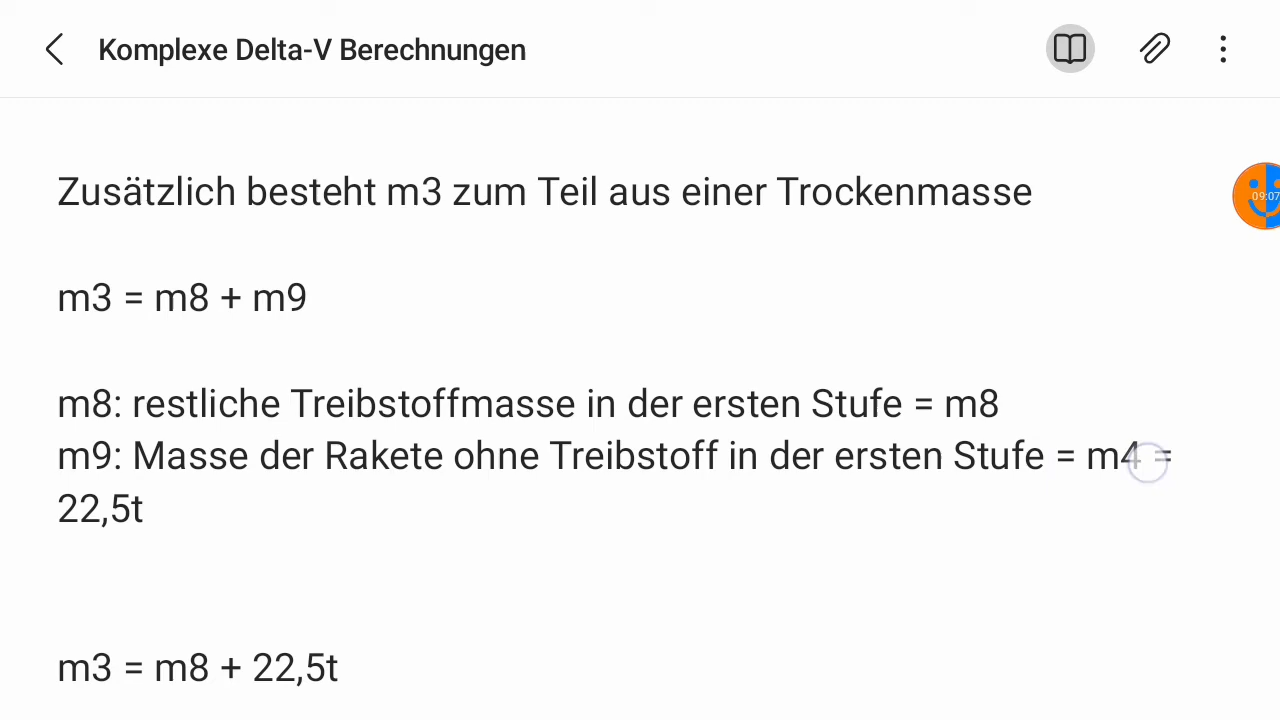 Komplexe Delta-V Berechnungen
Zusätzlich besteht m3 zum Teil aus einer Trockenmasse
09:07
m3 = m8 + m9
m8: restliche Treibstoffmasse in der ersten Stufe = m8
m9: Masse der Rakete ohne Treibstoff in der ersten Stufe = m4 =
22,5t
m3 = m8 + 22,5t